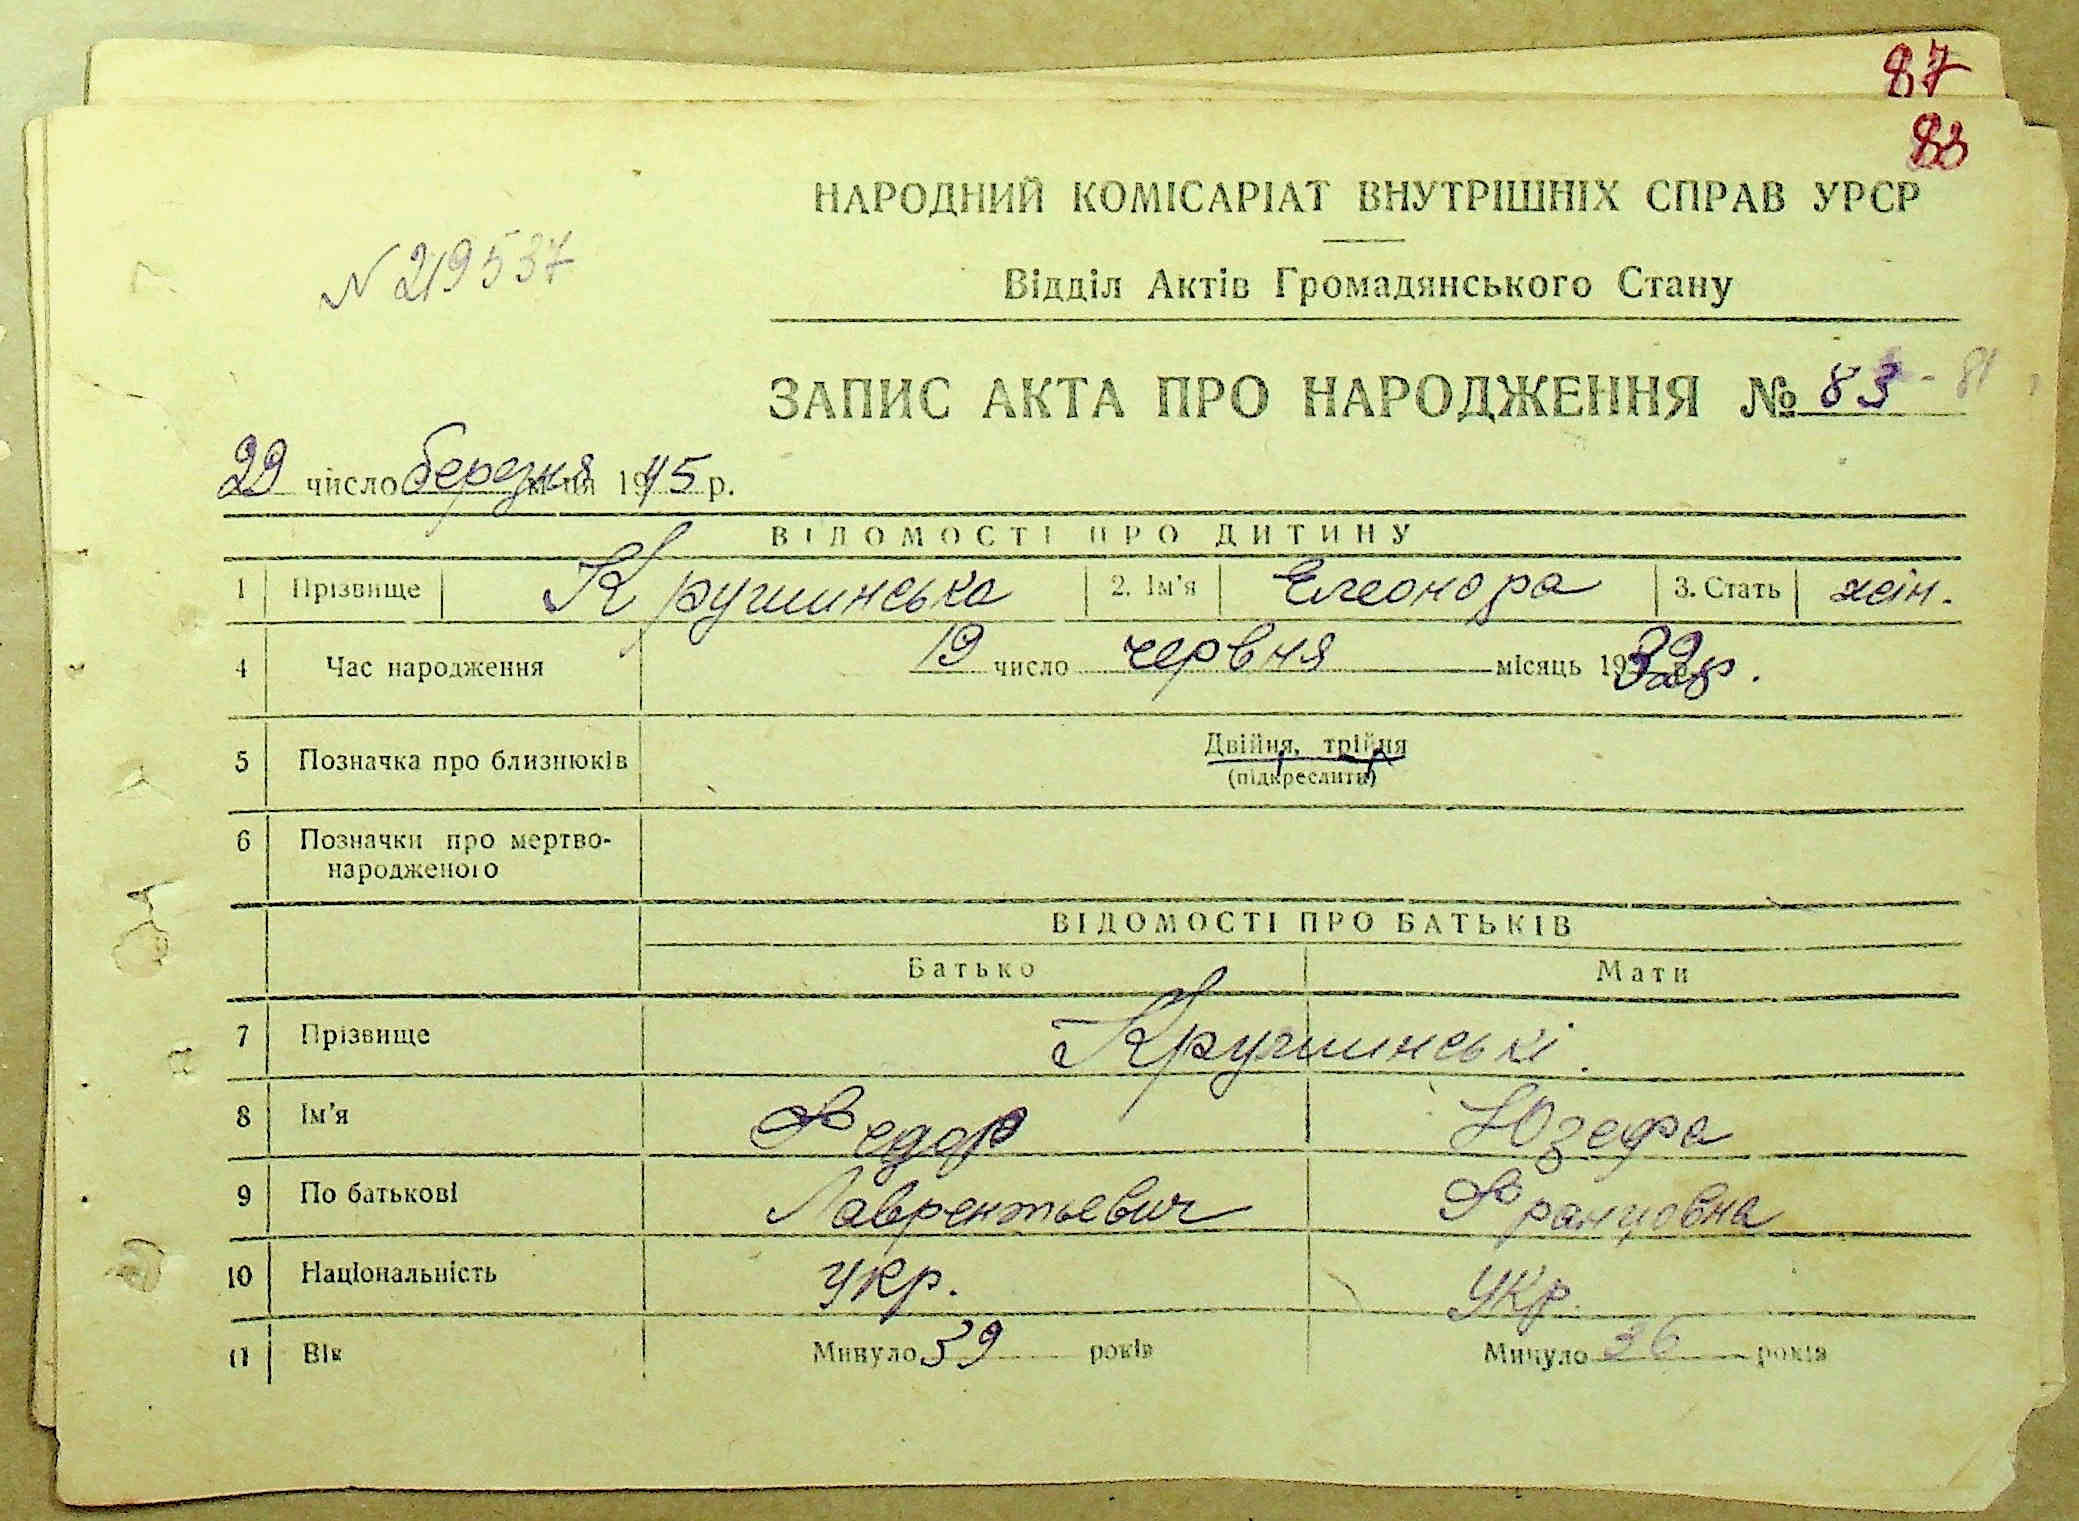 87
83
НАРОДНИЙ КОМІСАРІАТ ВНУТРІШНІХ СПРАВ УРСР
N 219537
Відділ Актів Громадянського Стану
ЗАПИС АКТА ПРО НАРОДЖЕННЯ № 83 - 81
29 число березня м-ця 1945 р.
ВІДОМОСТІ ПРО ДИТИНУ
1 Прізвище Крушинська 2. Ім'я Елеонора 3. Стать жін.
4 Час народження 19 число червня місяць 1932 р.
5 Позначка про близнюків Двійня, трійня
(підкреслити)
6 Позначки про мертво-
народженого
ВІДОМОСТІ ПРО БАТЬКІВ
Батько Мати
7 Прізвище Крушинські.
8 Ім'я Федор Юзефа
9 По батькові Лаврентьевич Францовна
10 Національність укр. укр.
11 Вік Минуло 39 років Минуло 36 років